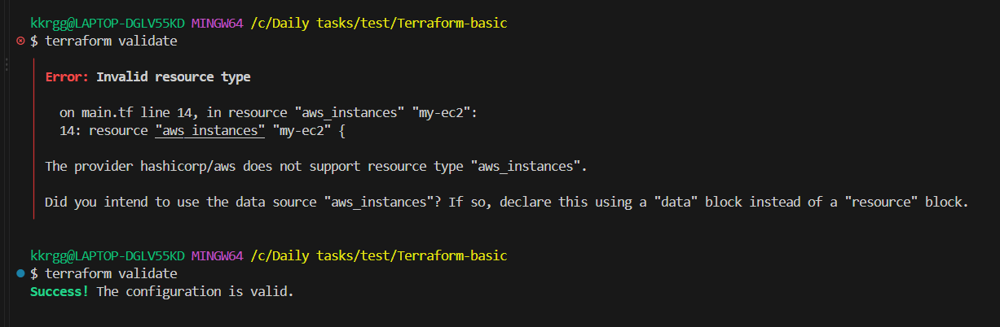 kkrgg@LAPTOP-DGLV55KD MINGW64 /c/Daily tasks/test/Terraform-basic
$ terraform validate
Error: Invalid resource type
on main.tf line 14, in resource "aws_instances" "my-ec2":
14: resource "aws_instances" "my-ec2" {
The provider hashicorp/aws does not support resource type "aws_instances".
Did you intend to use the data source "aws_instances"? If so, declare this using a "data" block instead of a "resource" block.
kkrgg@LAPTOP-DGLV55KD MINGW64 /c/Daily tasks/test/Terraform-basic
$ terraform validate
Success! The configuration is valid.